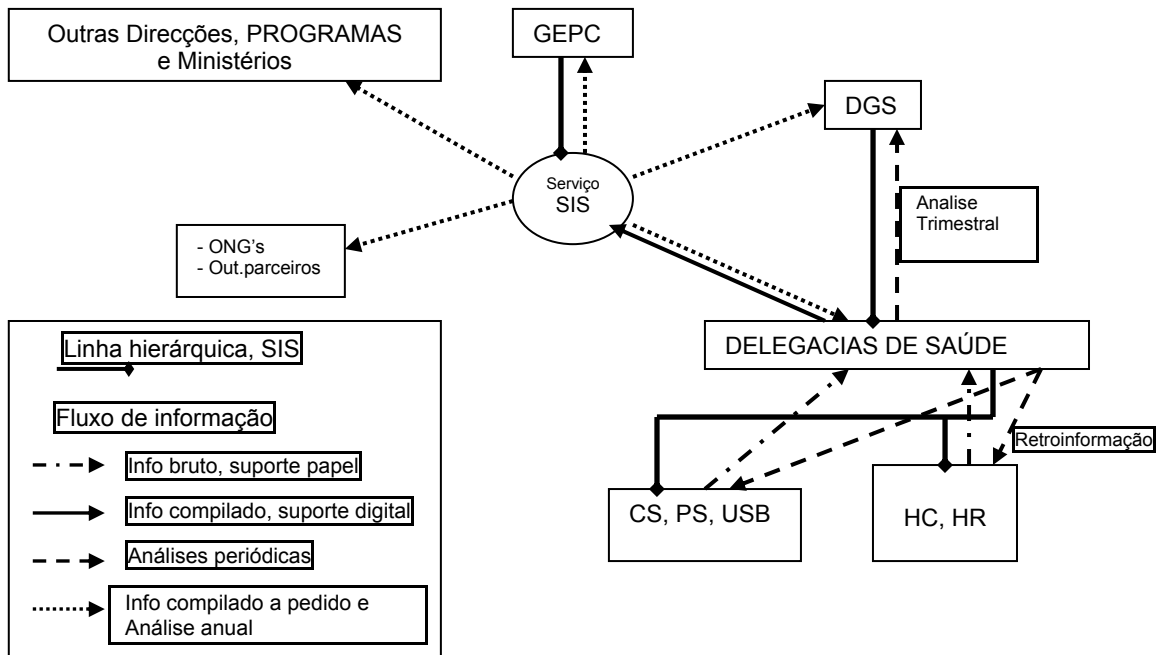 Outras Direcções, PROGRAMAS
e Ministérios
GEPC
DGS
Serviço
SIS
Analise
Trimestral
- ONG's
- Out.parceiros
DELEGACIAS DE SAÚDE
Linha hierárquica, SIS
Fluxo de informação
Info bruto, suporte papel
Info compilado, suporte digital
Análises periódicas
Info compilado a pedido e
Análise anual
Retroinformação
CS, PS, USB
HC, HR